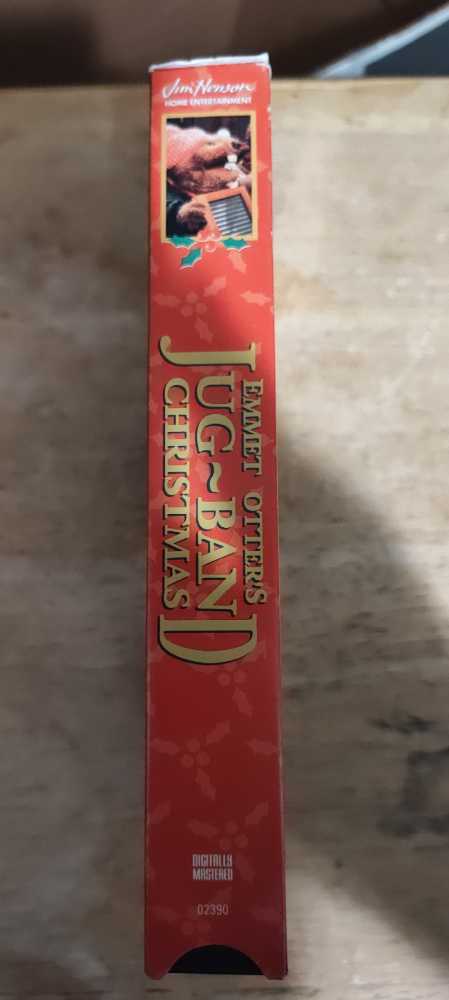 Jim Henson
HOME ENTERTAINMENT
EMMET OTTER'S
JUG~BAND
CHRISTMAS
DIGITALLY
MASTERED
02390